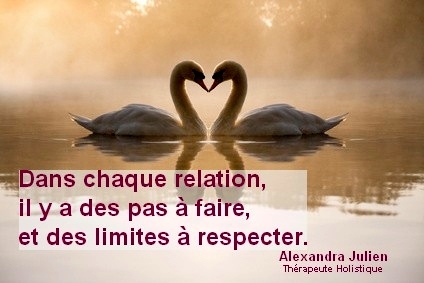 Dans chaque relation,
il y a des pas à faire,
et des limites à respecter.
Alexandra Julien
Thérapeute Holistique